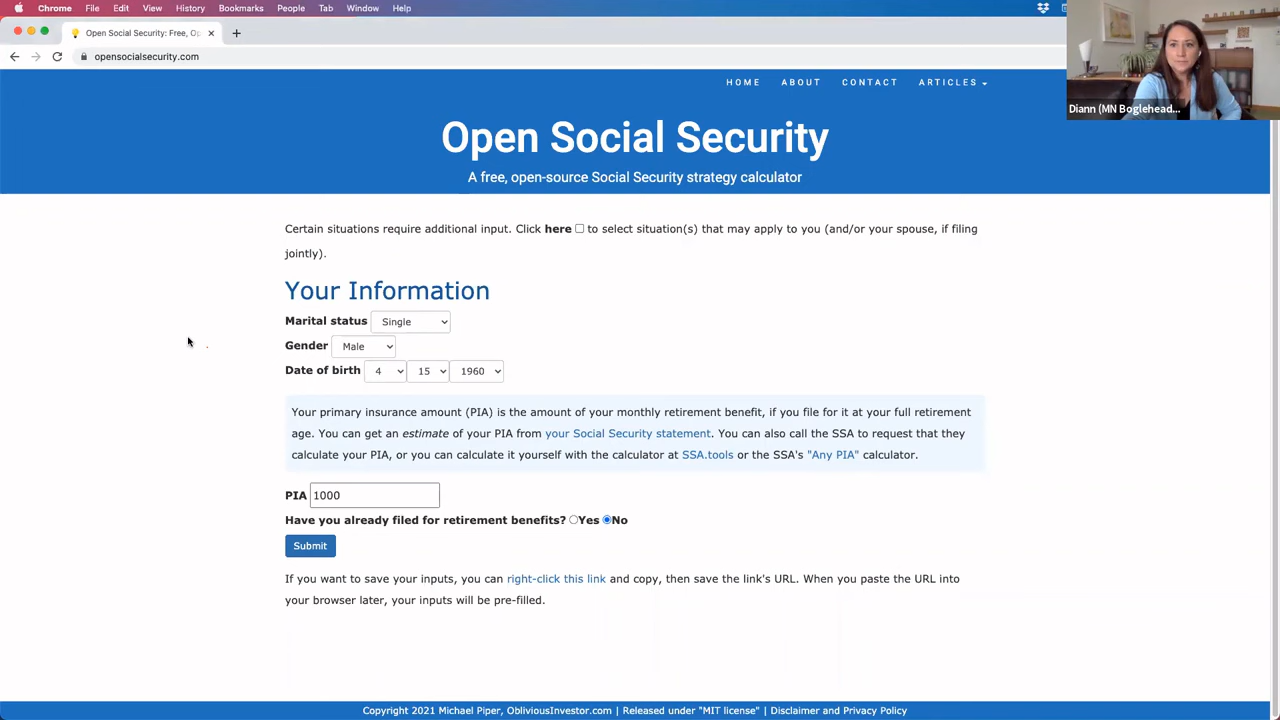 Chrome File Edit View History Bookmarks People Tab Window Help
Open Social Security: Free, Op
opensocialsecurity.com
HOME ABOUT CONTACT ARTICLES
Diann (MN Boglehead...
Open Social Security
A free, open-source Social Security strategy calculator
Certain situations require additional input. Click here to select situation(s) that may apply to you (and/or your spouse, if filing
jointly).
Your Information
Marital status Single
Gender Male
Date of birth 4 15 1960
Your primary insurance amount (PIA) is the amount of your monthly retirement benefit, if you file for it at your full retirement
age. You can get an estimate of your PIA from your Social Security statement. You can also call the SSA to request that they
calculate your PIA, or you can calculate it yourself with the calculator at SSA.tools or the SSA's "Any PIA" calculator.
PIA 1000
Have you already filed for retirement benefits? Yes No
Submit
If you want to save your inputs, you can right-click this link and copy, then save the link's URL. When you paste the URL into
your browser later, your inputs will be pre-filled.
Copyright 2021 Michael Piper, ObliviousInvestor.com | Released under "MIT license" | Disclaimer and Privacy Policy